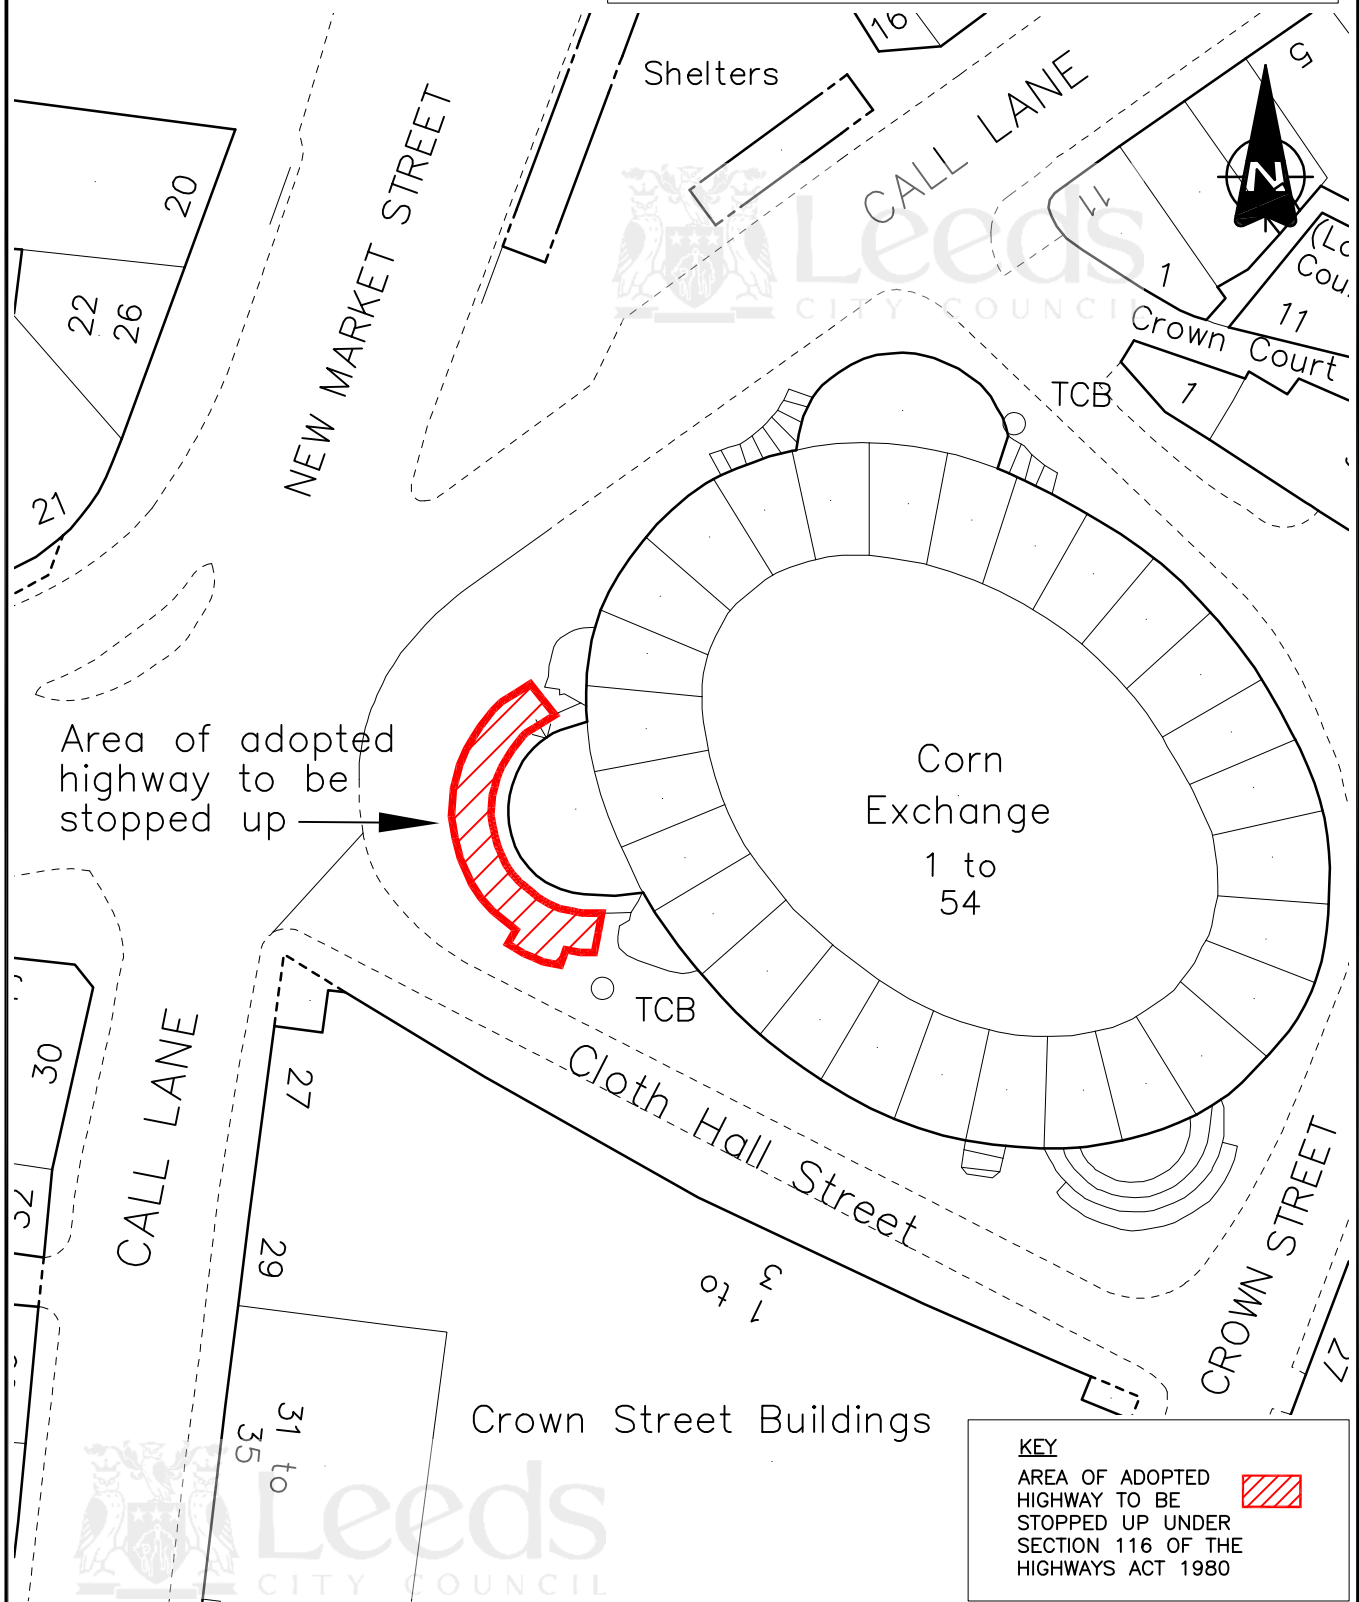 16
Shelters
5
CALL LANE
NEW MARKET STREET
N
20
11
Leeds
CITY COUNCIL
1
11
22
26
Crown Court
TCB
1
21
Area of adopted
highway to be
stopped up
Corn
Exchange
1 to
54
TCB
30
27
Cloth Hall Street
CALL LANE
CROWN STREET
29
1 to
3
27
31 to
35
Crown Street Buildings
Leeds
CITY COUNCIL
KEY
AREA OF ADOPTED
HIGHWAY TO BE
STOPPED UP UNDER
SECTION 116 OF THE
HIGHWAYS ACT 1980